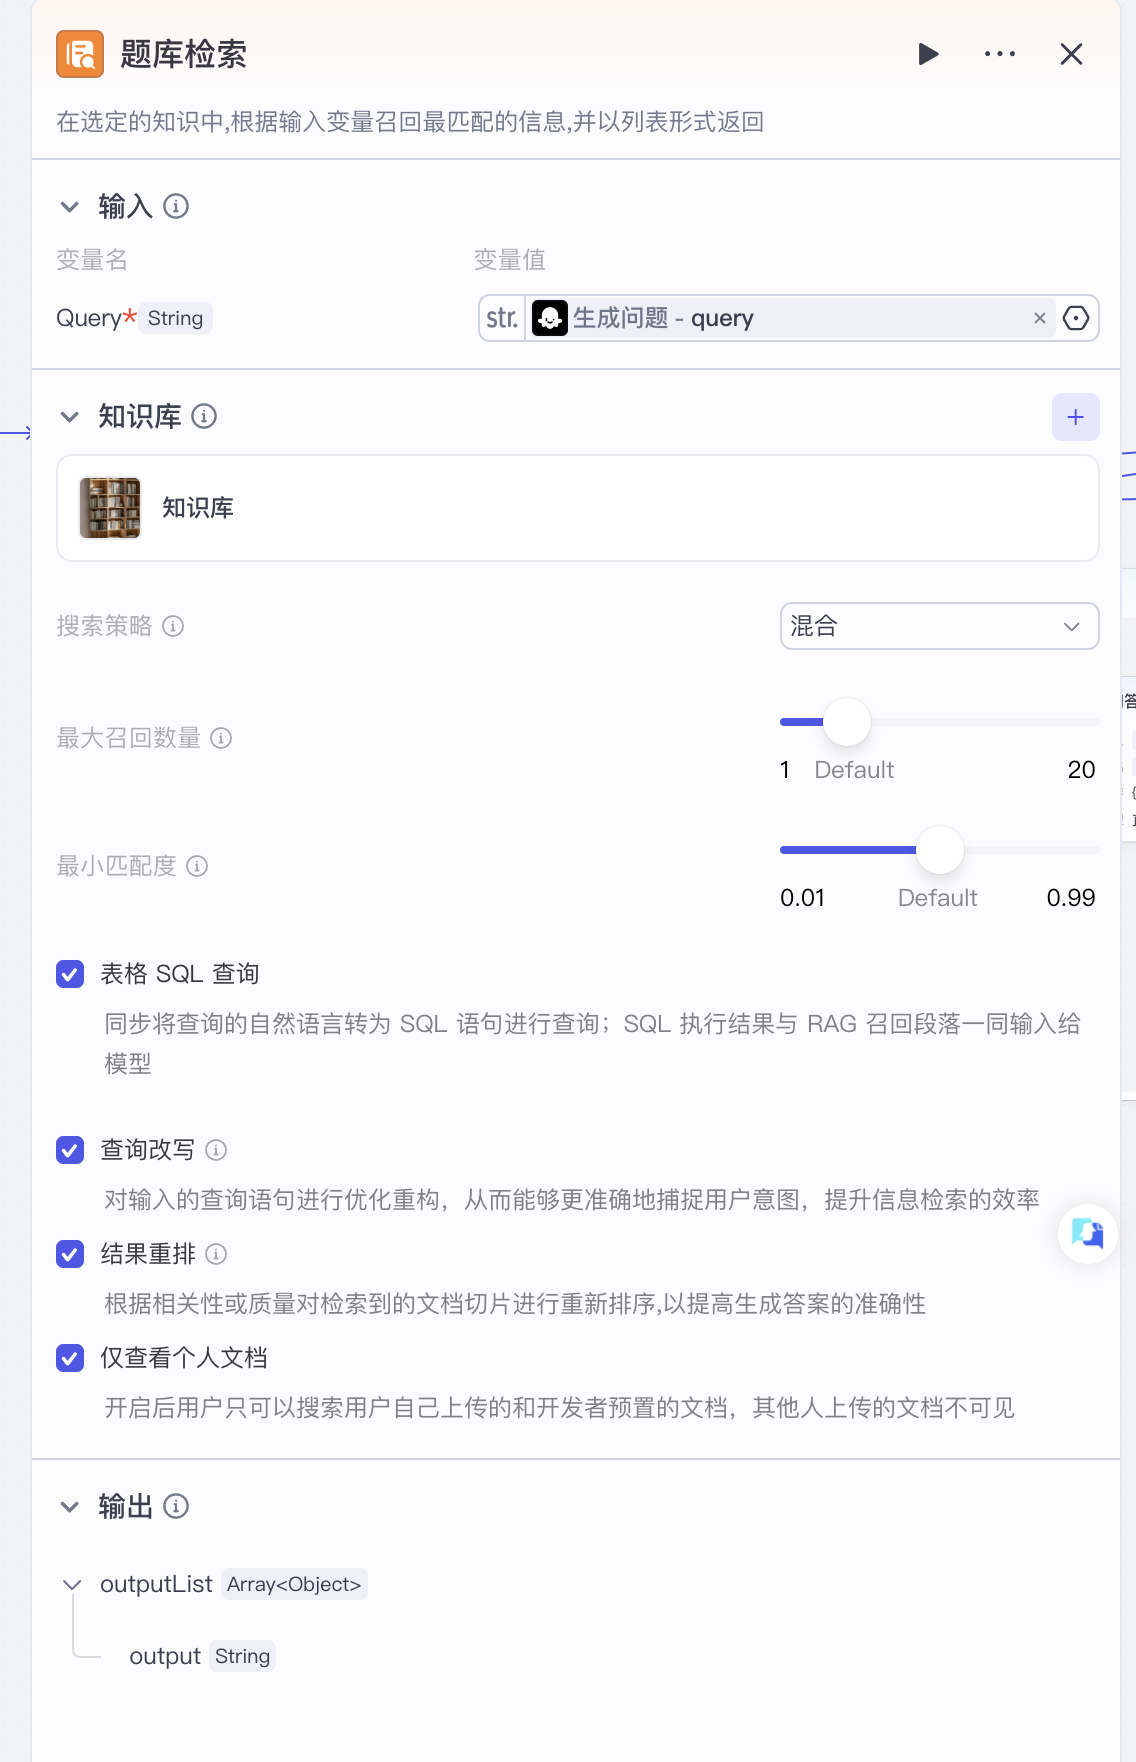 题库检索
在选定的知识中,根据输入变量召回最匹配的信息,并以列表形式返回
输入
变量名 变量值
Query* String str. 生成问题 - query
知识库
知识库
搜索策略 混合
最大召回数量
1 Default 20
最小匹配度
0.01 Default 0.99
表格 SQL 查询
同步将查询的自然语言转为 SQL 语句进行查询；SQL 执行结果与 RAG 召回段落一同输入给
模型
查询改写
对输入的查询语句进行优化重构，从而能够更准确地捕捉用户意图，提升信息检索的效率
结果重排
根据相关性或质量对检索到的文档切片进行重新排序,以提高生成答案的准确性
仅查看个人文档
开启后用户只可以搜索用户自己上传的和开发者预置的文档，其他人上传的文档不可见
输出
outputList Array<Object>
output String